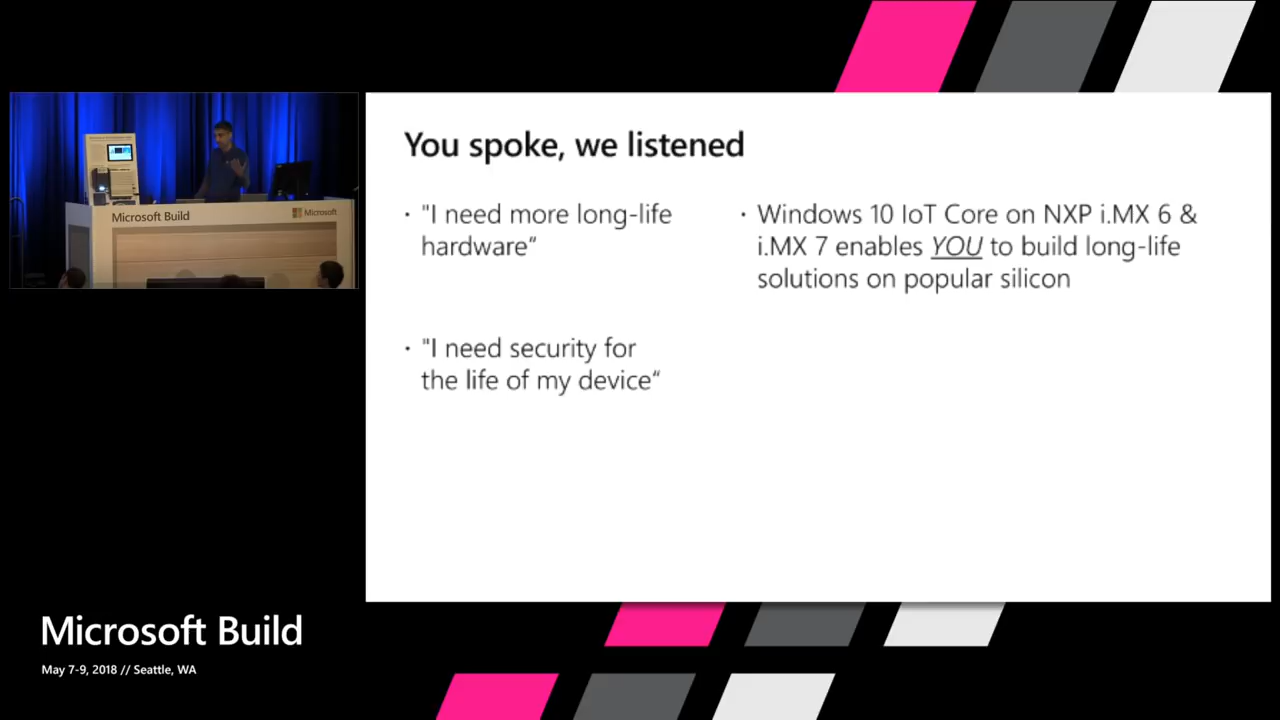 Microsoft Build
Microsoft
You spoke, we listened
· "I need more long-life
hardware“
· "I need security for
the life of my device“
· Windows 10 IoT Core on NXP i.MX 6 &
i.MX 7 enables YOU to build long-life
solutions on popular silicon
Microsoft Build
May 7-9, 2018 // Seattle, WA